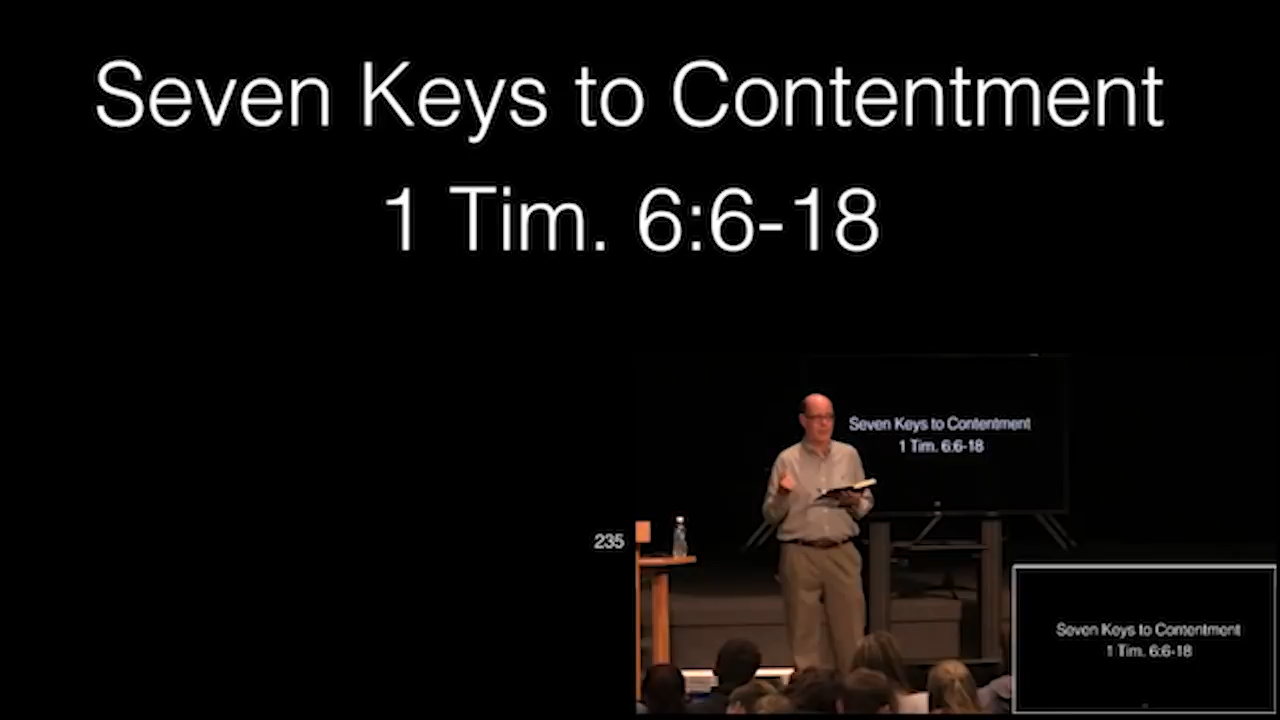 Seven Keys to Contentment
1 Tim. 6:6-18
Seven Keys to Contentment
1 Tim. 6:6-18
235
Seven Keys to Contentment
1 Tim. 6:6-18